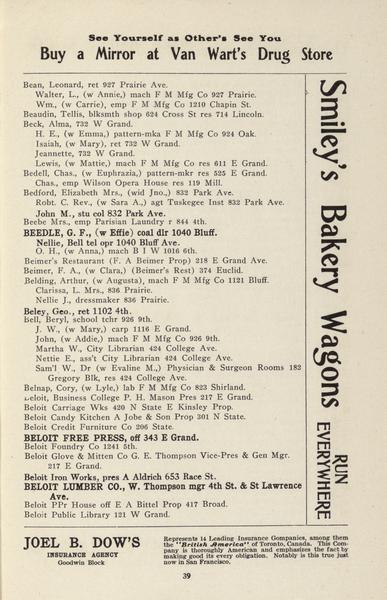 See Yourself as Other's See You
Buy a Mirror at Van Wart's Drug Store
Bean, Leonard, ret 927 Prairie Ave.
Walter, L., (w Annie,) mach F M Mfg Co 927 Prairie.
Wm., (w Carrie), emp F M Mfg Co 1210 Chapin St.
Beaudin, Tellis, blksmth shop 624 Cross St res 714 Lincoln.
Beck, Alma, 732 W Grand.
H. E., (w Emma,) pattern-mka F M Mfg Co 924 Oak.
Isaiah, (w Mary), ret 732 W Grand.
Jeannette, 732 W Grand.
Lewis, (w Mattie,) mach F M Mfg Co res 611 E Grand.
Bedell, Chas., (w Euphrazia,) pattern-mkr res 525 E Grand.
Chas., emp Wilson Opera House res 119 Mill.
Bedford, Elizabeth Mrs., (wid Jno.,) 832 Park Ave.
Robt. C. Rev., (w Sara A.,) agt Tuskegee Inst 832 Park Ave.
John M., stu col 832 Park Ave.
Beebe Mrs., emp Parisian Laundry r 844 4th.
BEEDLE, G. F., (w Effie) coal dlr 1040 Bluff.
Nellie, Bell tel opr 1040 Bluff Ave.
O. H., (w Anna,) mach B I W 1016 6th.
Beimer's Restaurant (F. A Beimer Prop) 218 E Grand Ave.
Beimer, F. A., (w Clara,) (Beimer's Rest) 374 Euclid.
Belding, Arthur, (w Augusta), mach F M Mfg Co 1121 Bluff.
Clarissa, L. Mrs., 836 Prairie.
Nellie J., dressmaker 836 Prairie.
Beley, Geo., ret 1102 4th.
Bell, Beryl, school tchr 926 9th.
J. W., (w Mary), carp 1116 E Grand.
John, (w Addie), mach F M Mfg Co 926 9th.
Martha W., City Librarian 424 College Ave.
Nettie E., ass't City Librarian 424 College Ave.
Sam'l W., Dr (w Evaline M.,) Physician & Surgeon Rooms 182
Gregory Blk, res 424 College Ave.
Belnap, Cory, (w Lyle,) lab F M Mfg Co 823 Shirland.
Beloit, Business College P. H. Mason Pres 217 E Grand.
Beloit Carriage Wks 420 N State E Kinsley Prop.
Beloit Candy Kitchen A Jobe & Son Prop 301 N State.
Beloit Credit Furniture Co 206 State.
BELOIT FREE PRESS, off 343 E Grand.
Beloit Foundry Co 1241 5th.
Beloit Glove & Mitten Co G. E. Thompson Vice-Pres & Gen Mgr.
217 E Grand.
Beloit Iron Works, pres A Aldrich 653 Race St.
BELOIT LUMBER CO., W. Thompson mgr 4th St. & St Lawrence
Ave.
Beloit PPr House off E A Bittel Prop 417 Broad.
Beloit Public Library 121 W Grand.
Smiley's Bakery Wagons
RUN
EVERYWHERE
JOEL B. DOW'S
INSURANCE AGENCY
Goodwin Block
Represents 14 Leading Insurance Companies, among them
the "British America" of Toronto, Canada. This Com-
pany is thoroughly American and emphasizes the fact by
making good its every obligation. Notably is this true just
now in San Francisco.
39